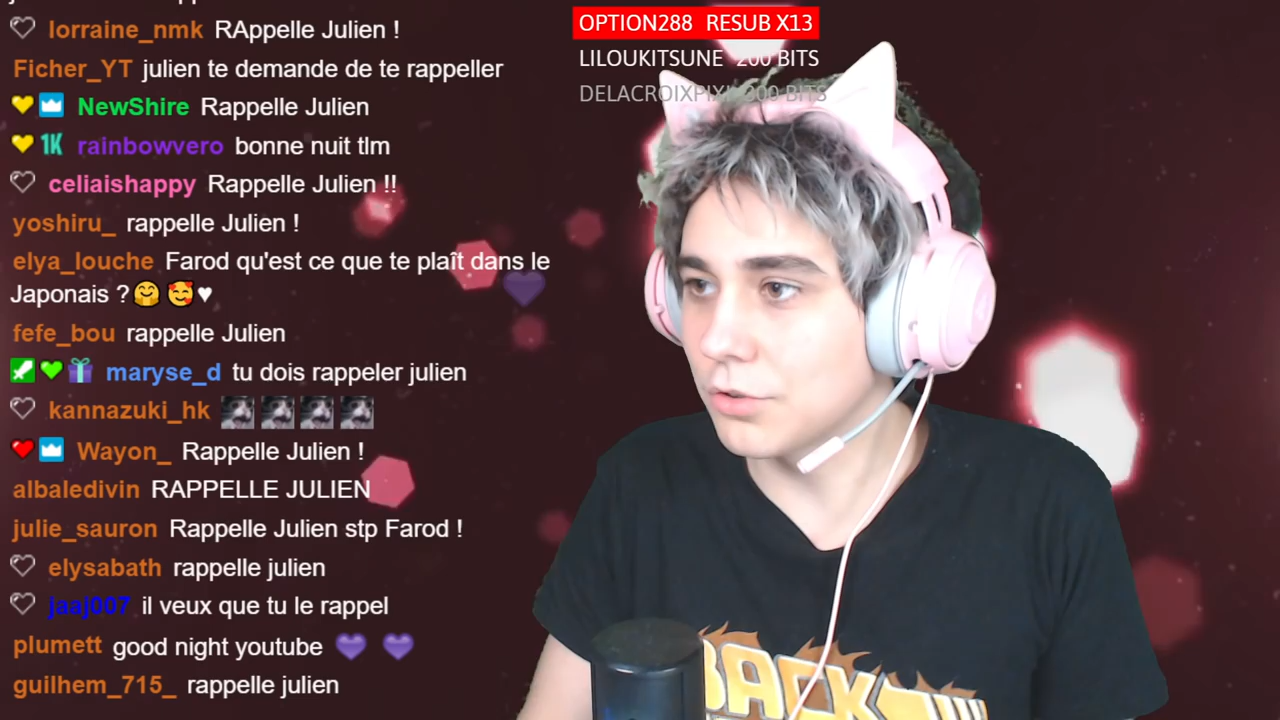 lorraine_nmk RAppelle Julien !
Ficher_YT julien te demande de te rappeller
NewShire Rappelle Julien
1K rainbowvero bonne nuit tlm
celiaishappy Rappelle Julien !!
yoshiru_ rappelle Julien !
elya_louche Farod qu'est ce que te plaît dans le
Japonais ?🤗 🥰 ♥
fefe_bou rappelle Julien
maryse_d tu dois rappeler julien
kannazuki_hk
Wayon_ Rappelle Julien !
albaledivin RAPPELLE JULIEN
julie_sauron Rappelle Julien stp Farod !
elysabath rappelle julien
jaaj007 il veux que tu le rappel
plumett good night youtube 💜 💜
guilhem_715_ rappelle julien
OPTION288 RESUB X13
LILOUKITSUNE 200 BITS
BITS
BACK